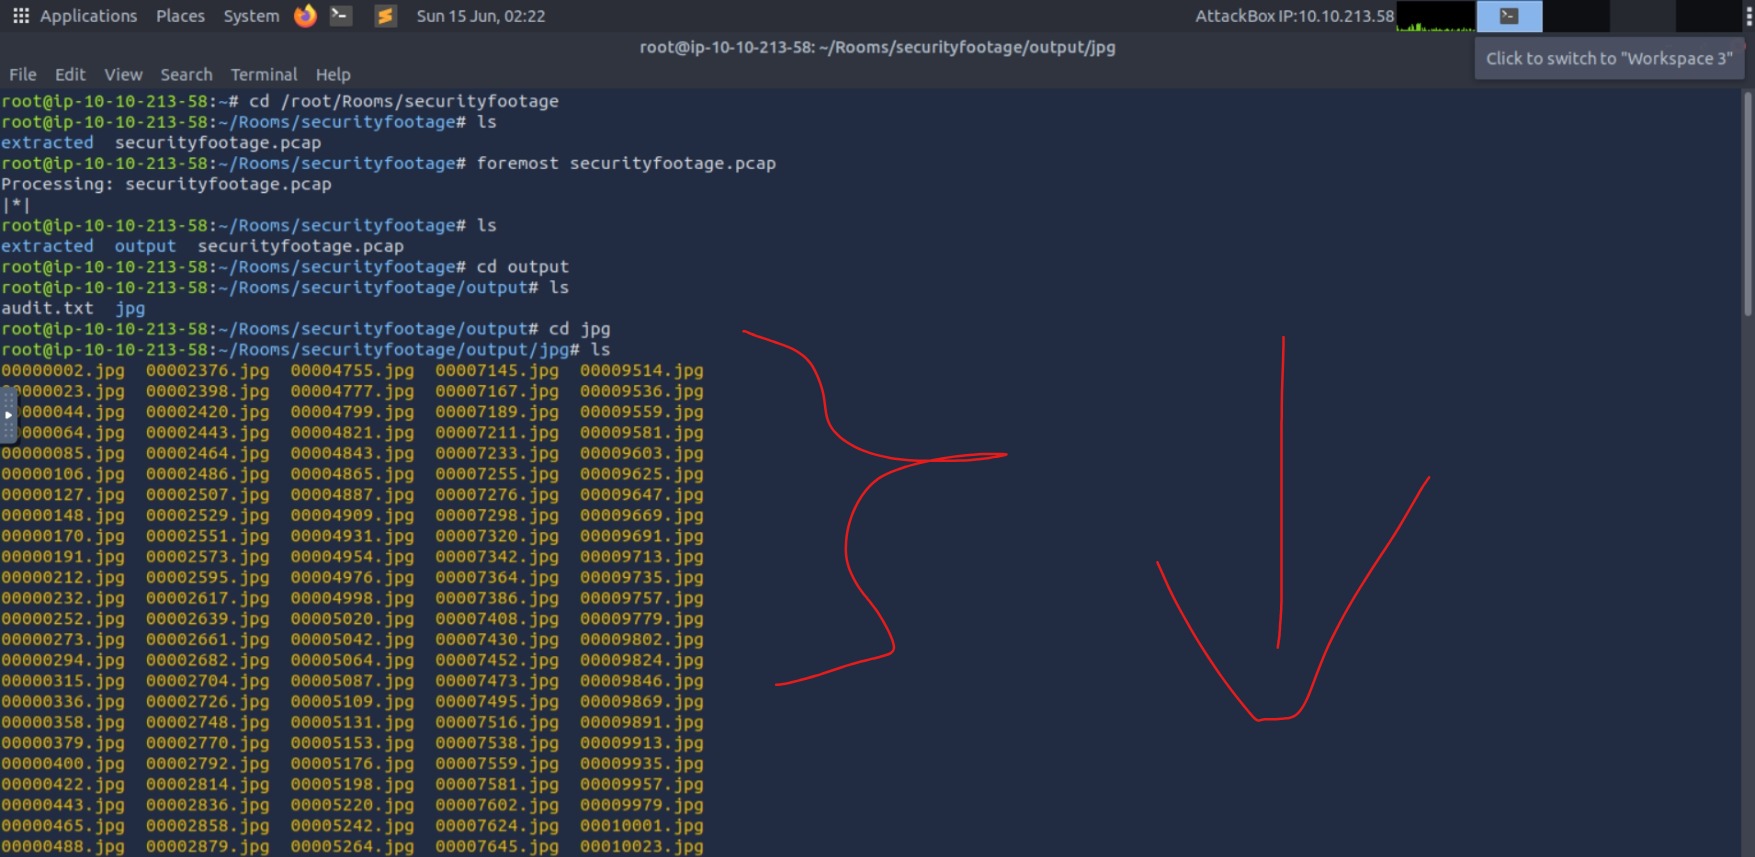 Applications Places System Sun 15 Jun, 02:22 AttackBox IP:10.10.213.58
root@ip-10-10-213-58: ~/Rooms/securityfootage/output/jpg
Click to switch to "Workspace 3"
File Edit View Search Terminal Help
root@ip-10-10-213-58:~# cd /root/Rooms/securityfootage
root@ip-10-10-213-58:~/Rooms/securityfootage# ls
extracted securityfootage.pcap
root@ip-10-10-213-58:~/Rooms/securityfootage# foremost securityfootage.pcap
Processing: securityfootage.pcap
|*|
root@ip-10-10-213-58:~/Rooms/securityfootage# ls
extracted output securityfootage.pcap
root@ip-10-10-213-58:~/Rooms/securityfootage# cd output
root@ip-10-10-213-58:~/Rooms/securityfootage/output# ls
audit.txt jpg
root@ip-10-10-213-58:~/Rooms/securityfootage/output# cd jpg
root@ip-10-10-213-58:~/Rooms/securityfootage/output/jpg# ls
00000002.jpg 00002376.jpg 00004755.jpg 00007145.jpg 00009514.jpg
0000023.jpg 00002398.jpg 00004777.jpg 00007167.jpg 00009536.jpg
000044.jpg 00002420.jpg 00004799.jpg 00007189.jpg 00009559.jpg
0000064.jpg 00002443.jpg 00004821.jpg 00007211.jpg 00009581.jpg
00000085.jpg 00002464.jpg 00004843.jpg 00007233.jpg 00009603.jpg
00000106.jpg 00002486.jpg 00004865.jpg 00007255.jpg 00009625.jpg
00000127.jpg 00002507.jpg 00004887.jpg 00007276.jpg 00009647.jpg
00000148.jpg 00002529.jpg 00004909.jpg 00007298.jpg 00009669.jpg
00000170.jpg 00002551.jpg 00004931.jpg 00007320.jpg 00009691.jpg
00000191.jpg 00002573.jpg 00004954.jpg 00007342.jpg 00009713.jpg
00000212.jpg 00002595.jpg 00004976.jpg 00007364.jpg 00009735.jpg
00000232.jpg 00002617.jpg 00004998.jpg 00007386.jpg 00009757.jpg
00000252.jpg 00002639.jpg 00005020.jpg 00007408.jpg 00009779.jpg
00000273.jpg 00002661.jpg 00005042.jpg 00007430.jpg 00009802.jpg
00000294.jpg 00002682.jpg 00005064.jpg 00007452.jpg 00009824.jpg
00000315.jpg 00002704.jpg 00005087.jpg 00007473.jpg 00009846.jpg
00000336.jpg 00002726.jpg 00005109.jpg 00007495.jpg 00009869.jpg
00000358.jpg 00002748.jpg 00005131.jpg 00007516.jpg 00009891.jpg
00000379.jpg 00002770.jpg 00005153.jpg 00007538.jpg 00009913.jpg
00000400.jpg 00002792.jpg 00005176.jpg 00007559.jpg 00009935.jpg
00000422.jpg 00002814.jpg 00005198.jpg 00007581.jpg 00009957.jpg
00000443.jpg 00002836.jpg 00005220.jpg 00007602.jpg 00009979.jpg
00000465.jpg 00002858.jpg 00005242.jpg 00007624.jpg 00010001.jpg
00000488.jpg 00002879.jpg 00005264.jpg 00007645.jpg 00010023.jpg